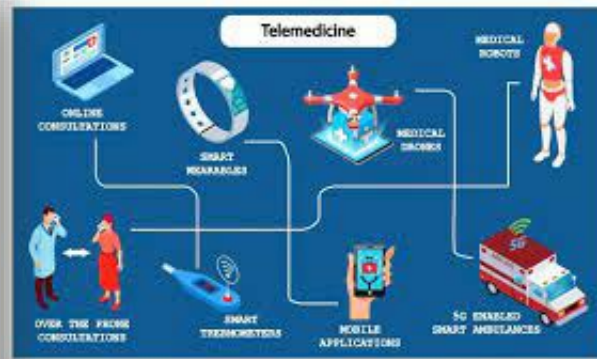 Telemedicine
ONLINE
CONSULTATIONS
SMART
WEARABLES
MEDICAL
DRONES
MEDICAL
ROBOTS
OVER THE PHONE
CONSULTATIONS
SMART
THERMOMETERS
MOBILE
APPLICATIONS
5G
5G ENABLED
SMART AMBULANCES